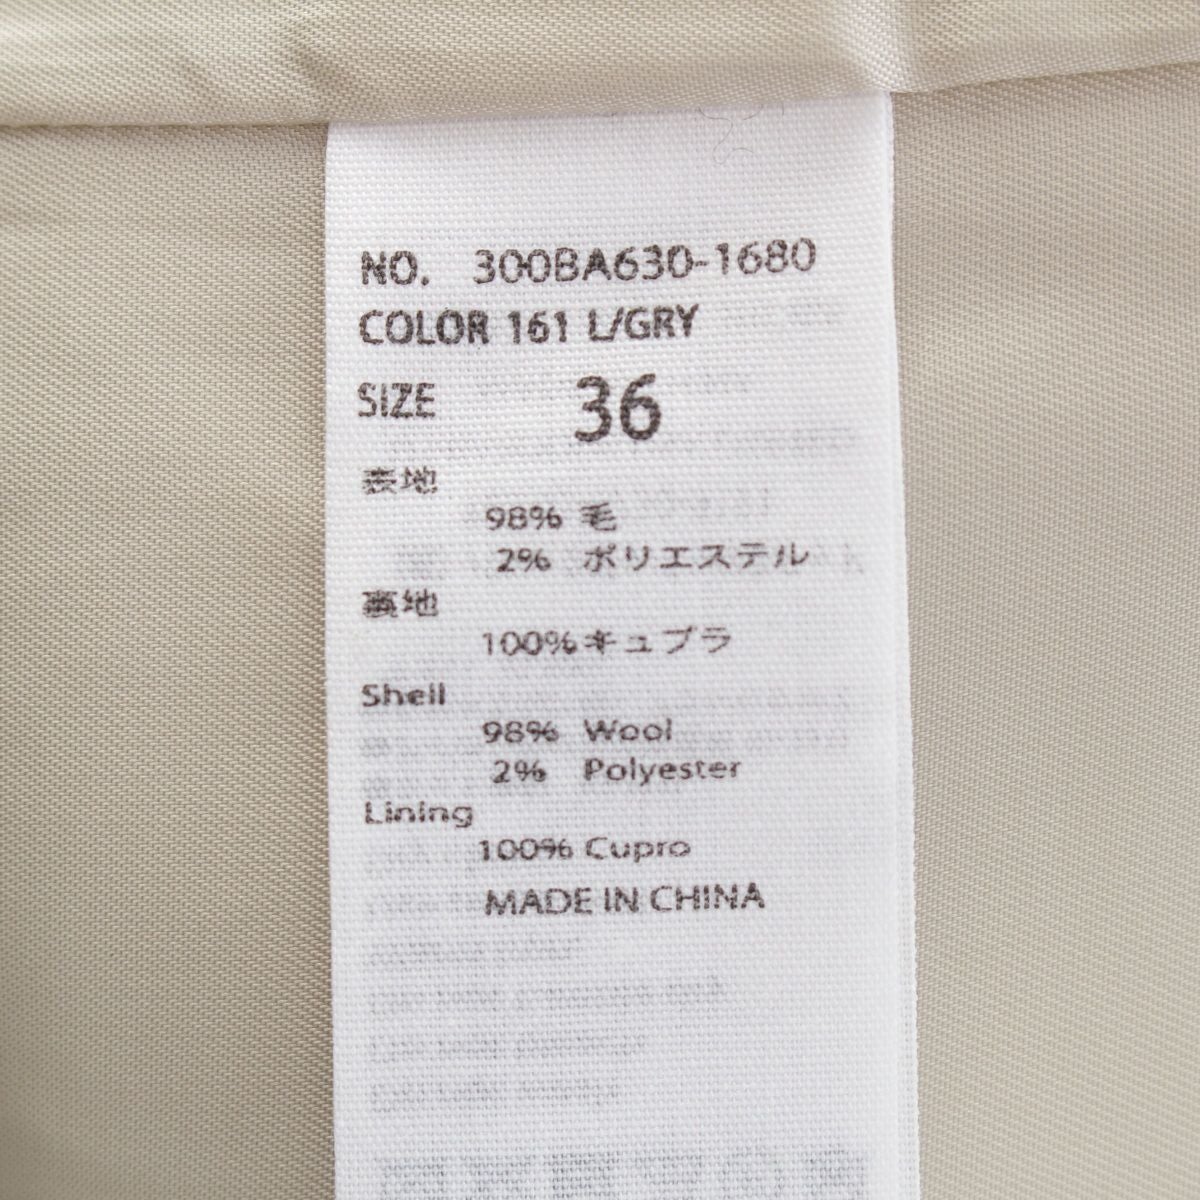 NO. 300BA630-1680
COLOR 161 L/GRY
SIZE 36
表地
98% 毛
2% ポリエステル
裏地
100% キュプラ
Shell
98% Wool
2% Polyester
Lining
100% Cupro
MADE IN CHINA